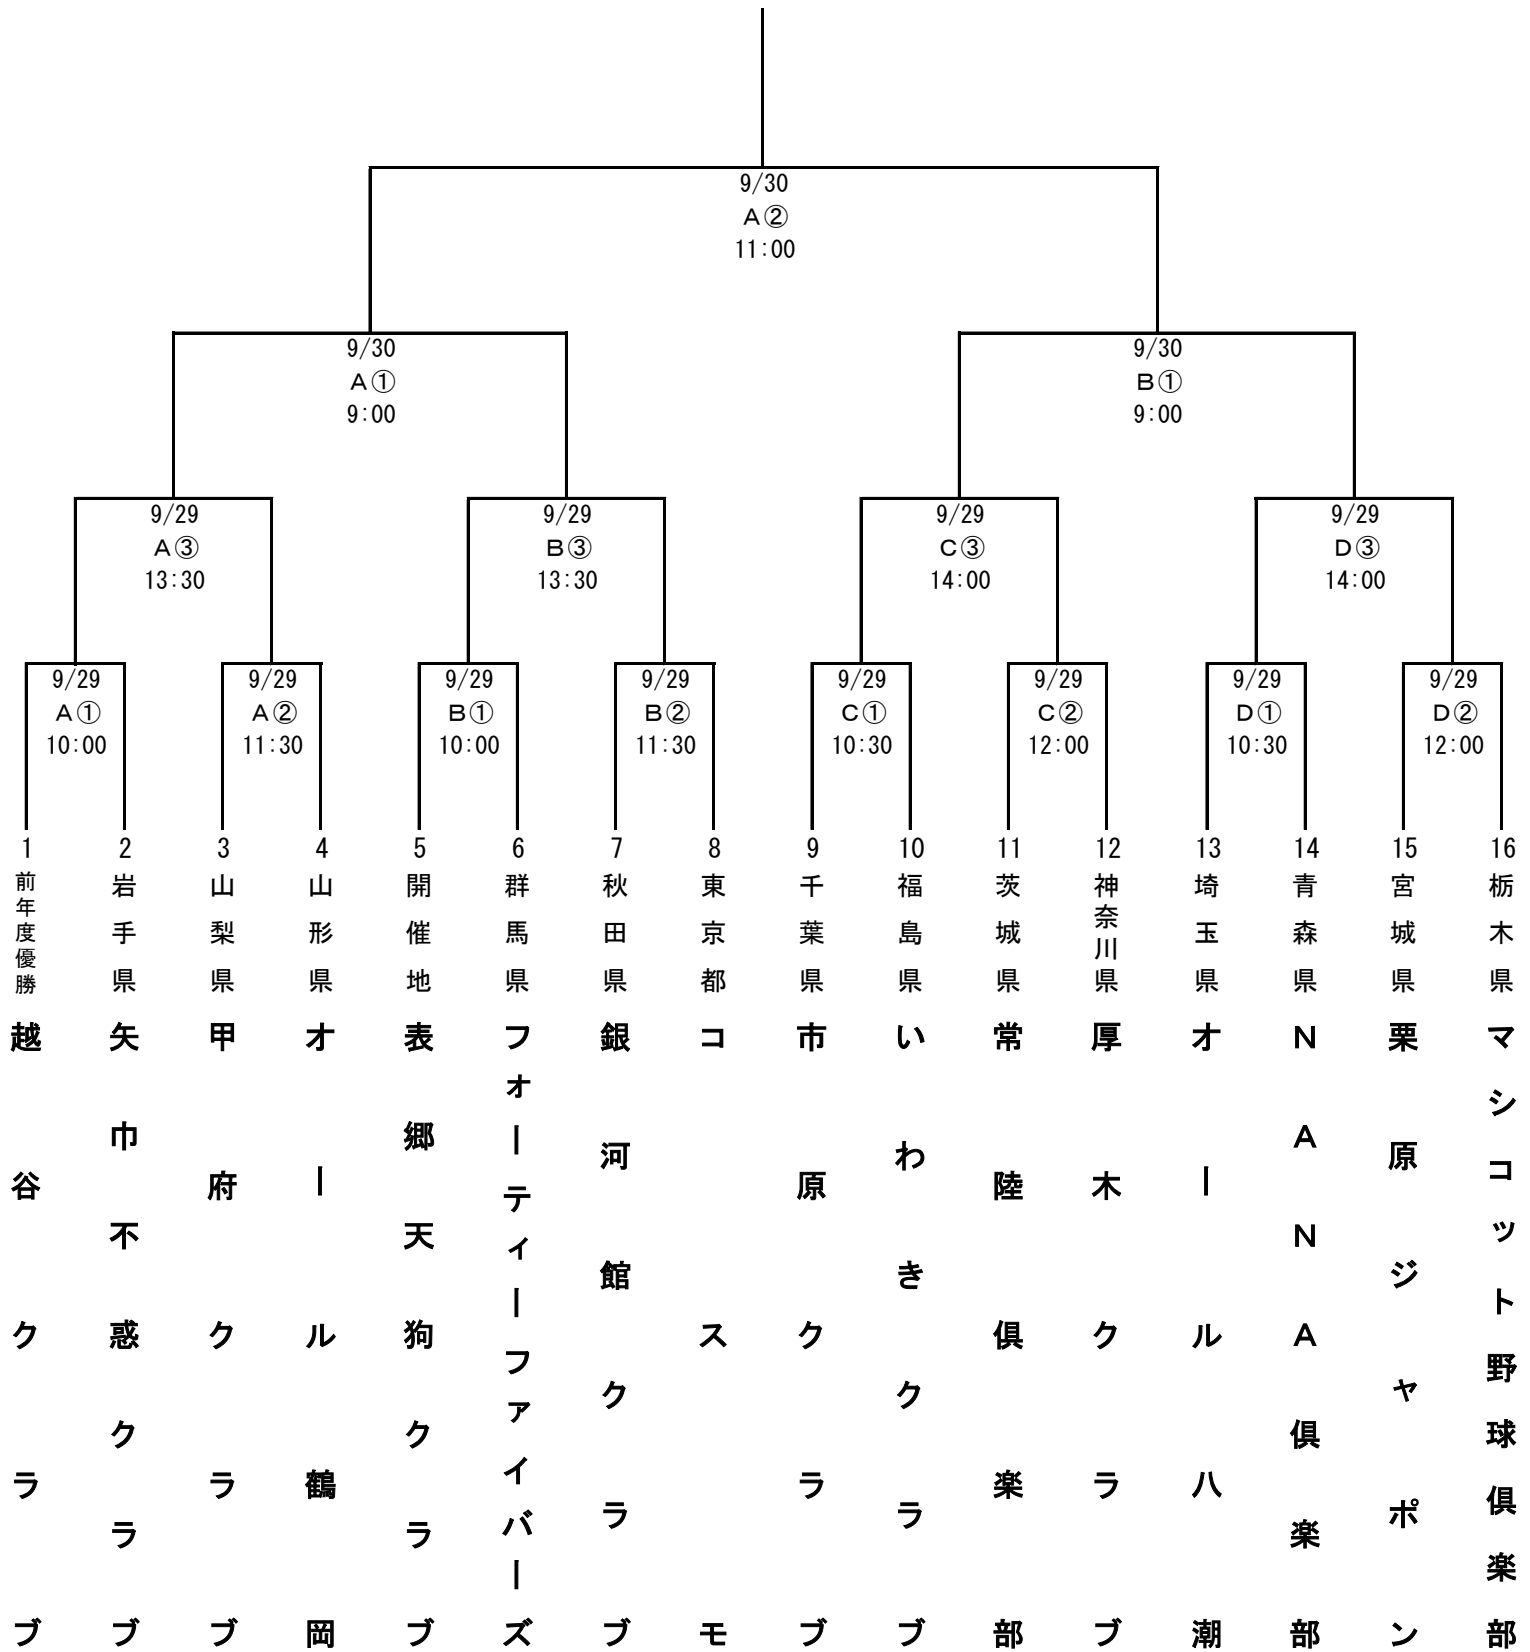 9/30
A②
11:00
9/30
A①
9:00
9/30
B①
9:00
9/29
A③
13:30
9/29
B③
13:30
9/29
C③
14:00
9/29
D③
14:00
9/29
A①
10:00
9/29
A②
11:30
9/29
B①
10:00
9/29
B②
11:30
9/29
C①
10:30
9/29
C②
12:00
9/29
D①
10:30
9/29
D②
12:00
1
前年度優勝
越谷クラブ
2
岩手県
矢巾不惑クラブ
3
山梨県
甲府クラブ
4
山形県
オール鶴岡
5
開催地
表郷天狗クラブ
6
群馬県
フォーティーファイバーズ
7
秋田県
銀河館クラブ
8
東京都
コスモ
9
千葉県
市原クラブ
10
福島県
いわきクラブ
11
茨城県
常陸倶楽部
12
神奈川県
厚木クラブ
13
埼玉県
オール八潮
14
青森県
NANA倶楽部
15
宮城県
栗原ジャポン
16
栃木県
マシコット野球倶楽部